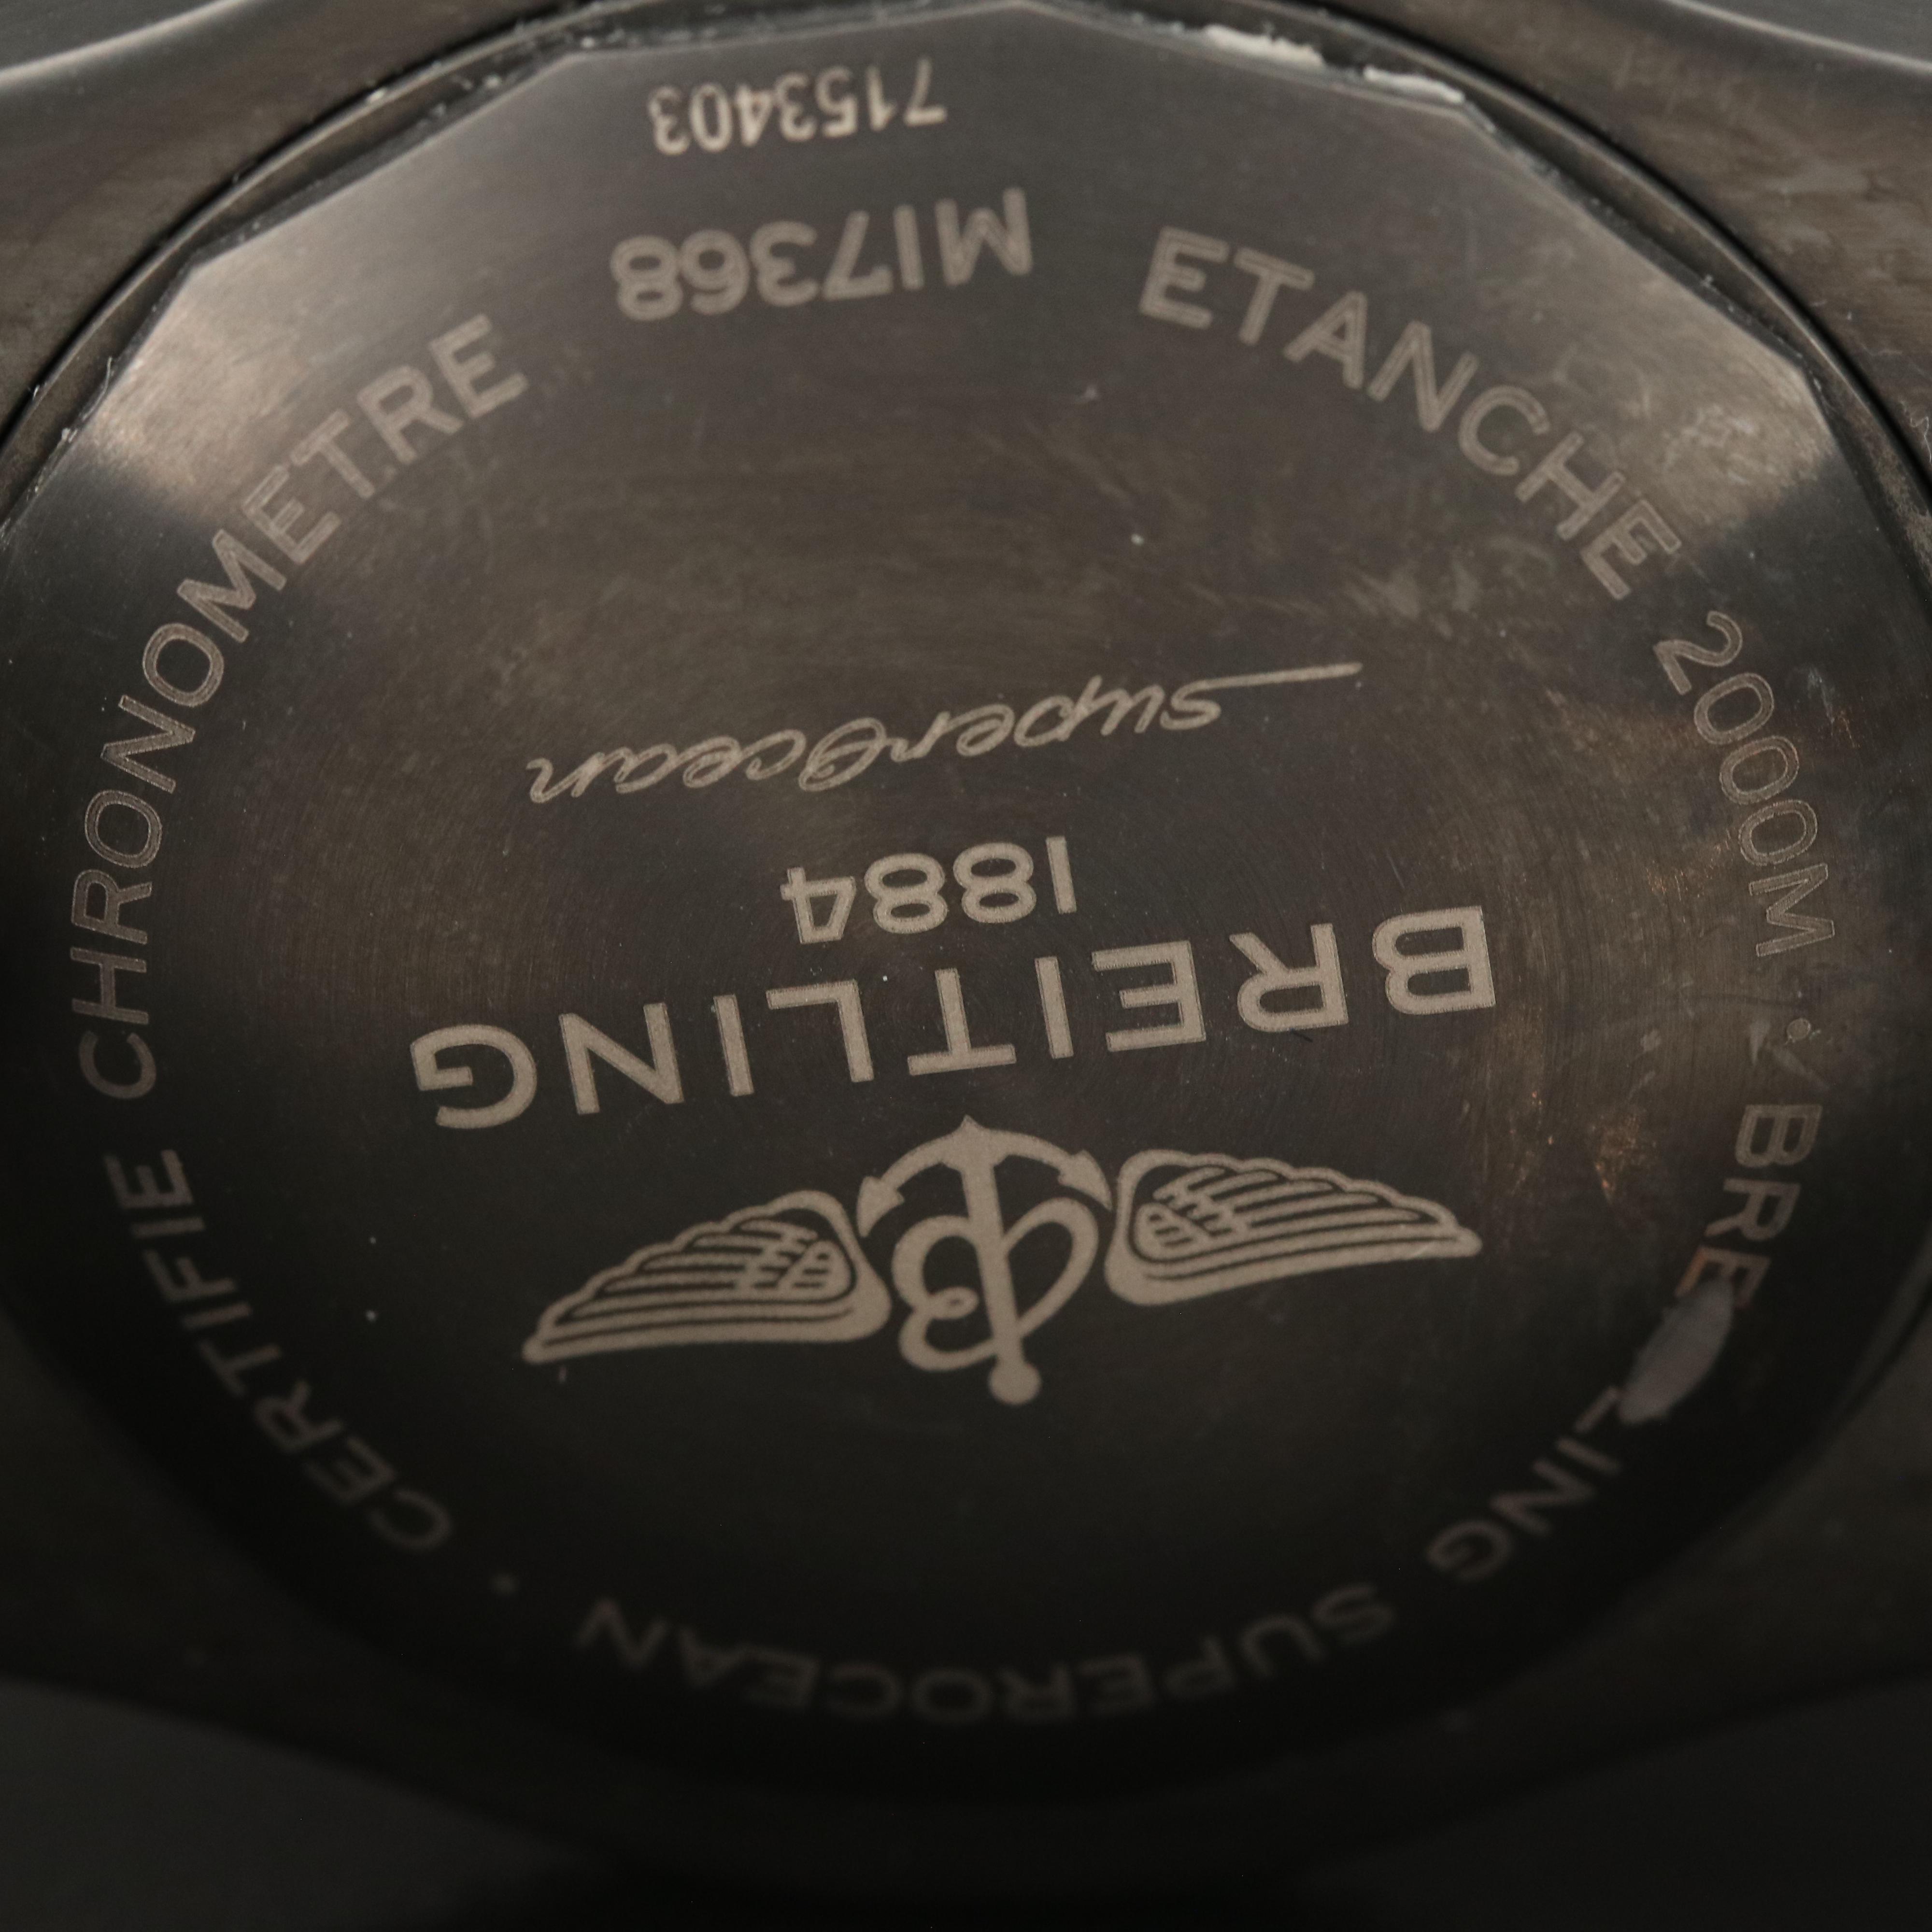 BREITLING
1884
SuperOcean
BREITLING SUPEROCEAN · CERTIFIE CHRONOMETRE
M17368
ETANCHE 2000M ·
7153403